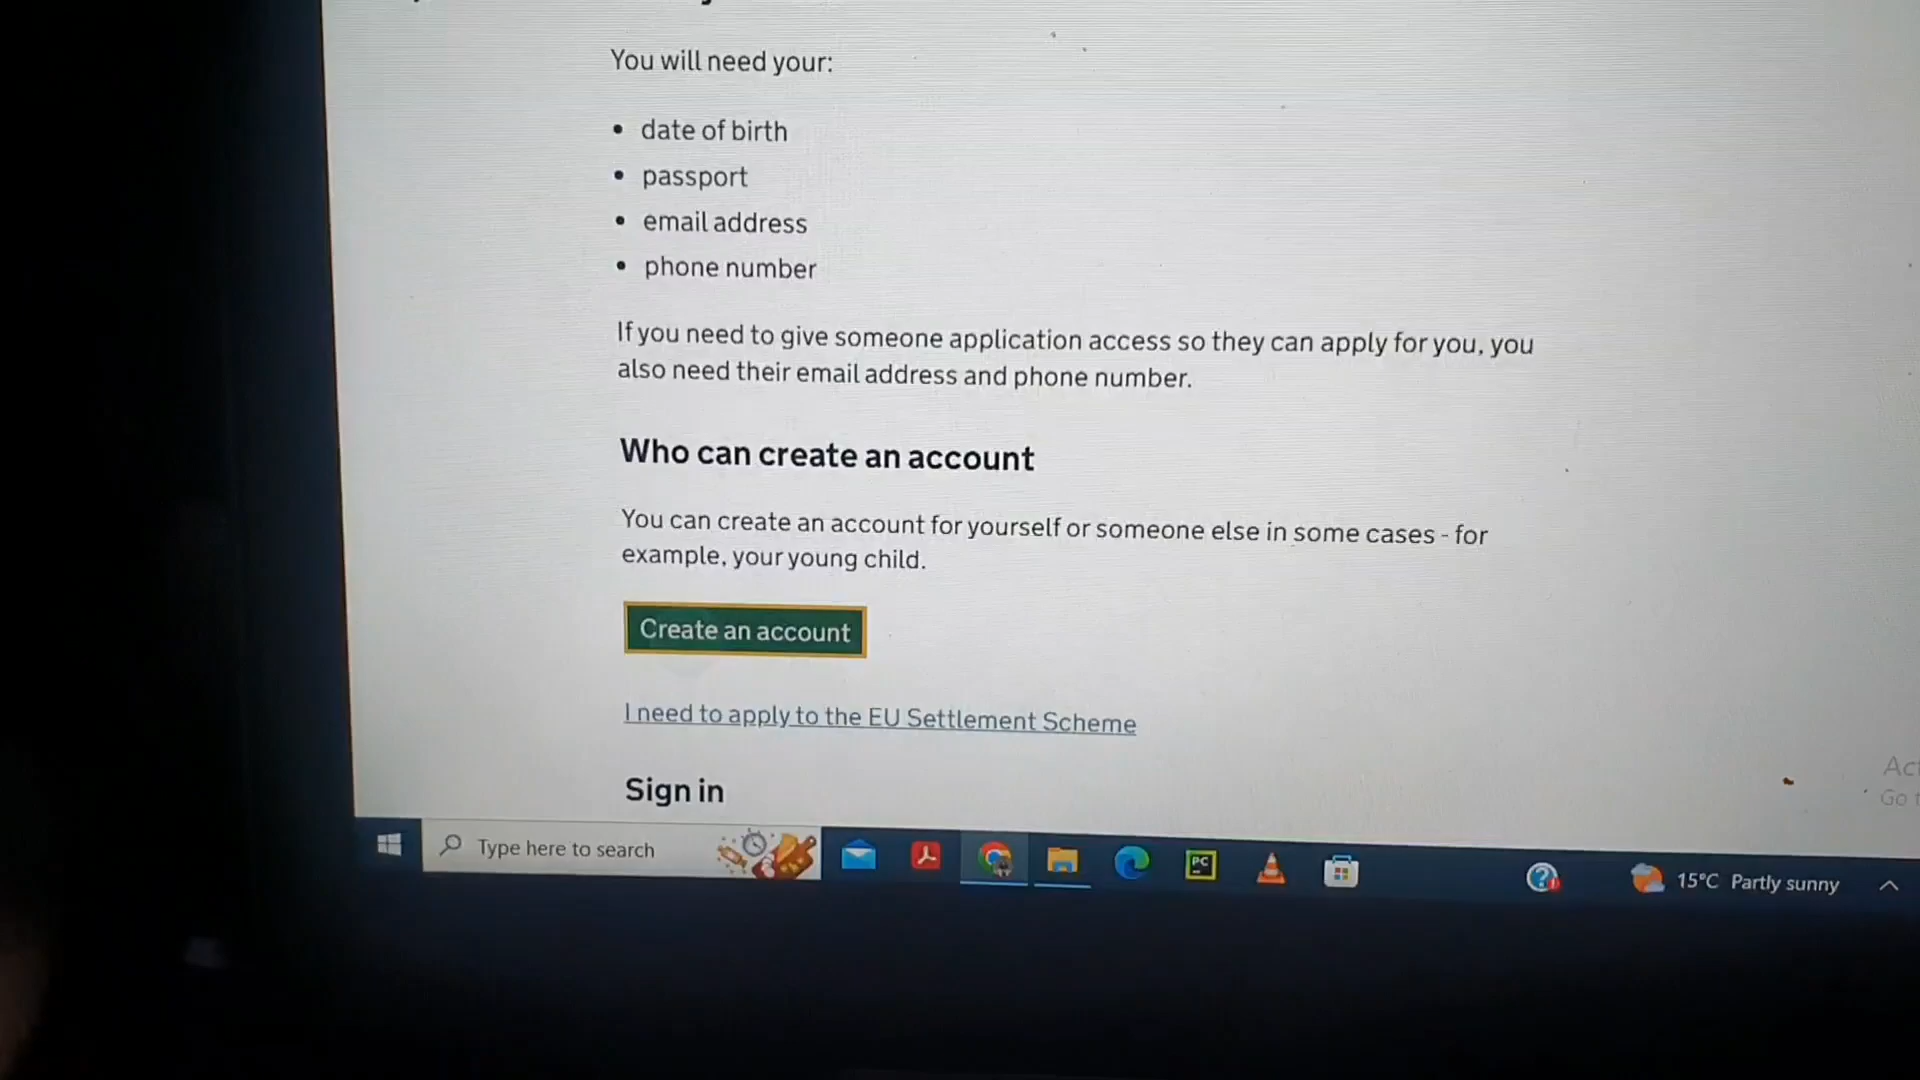 You will need your:
date of birth
passport
email address
phone number
If you need to give someone application access so they can apply for you, you
also need their email address and phone number.
Who can create an account
You can create an account for yourself or someone else in some cases - for
example, your young child.
Create an account
I need to apply to the EU Settlement Scheme
Sign in
Go
Type here to search
PC
15°C Partly sunny